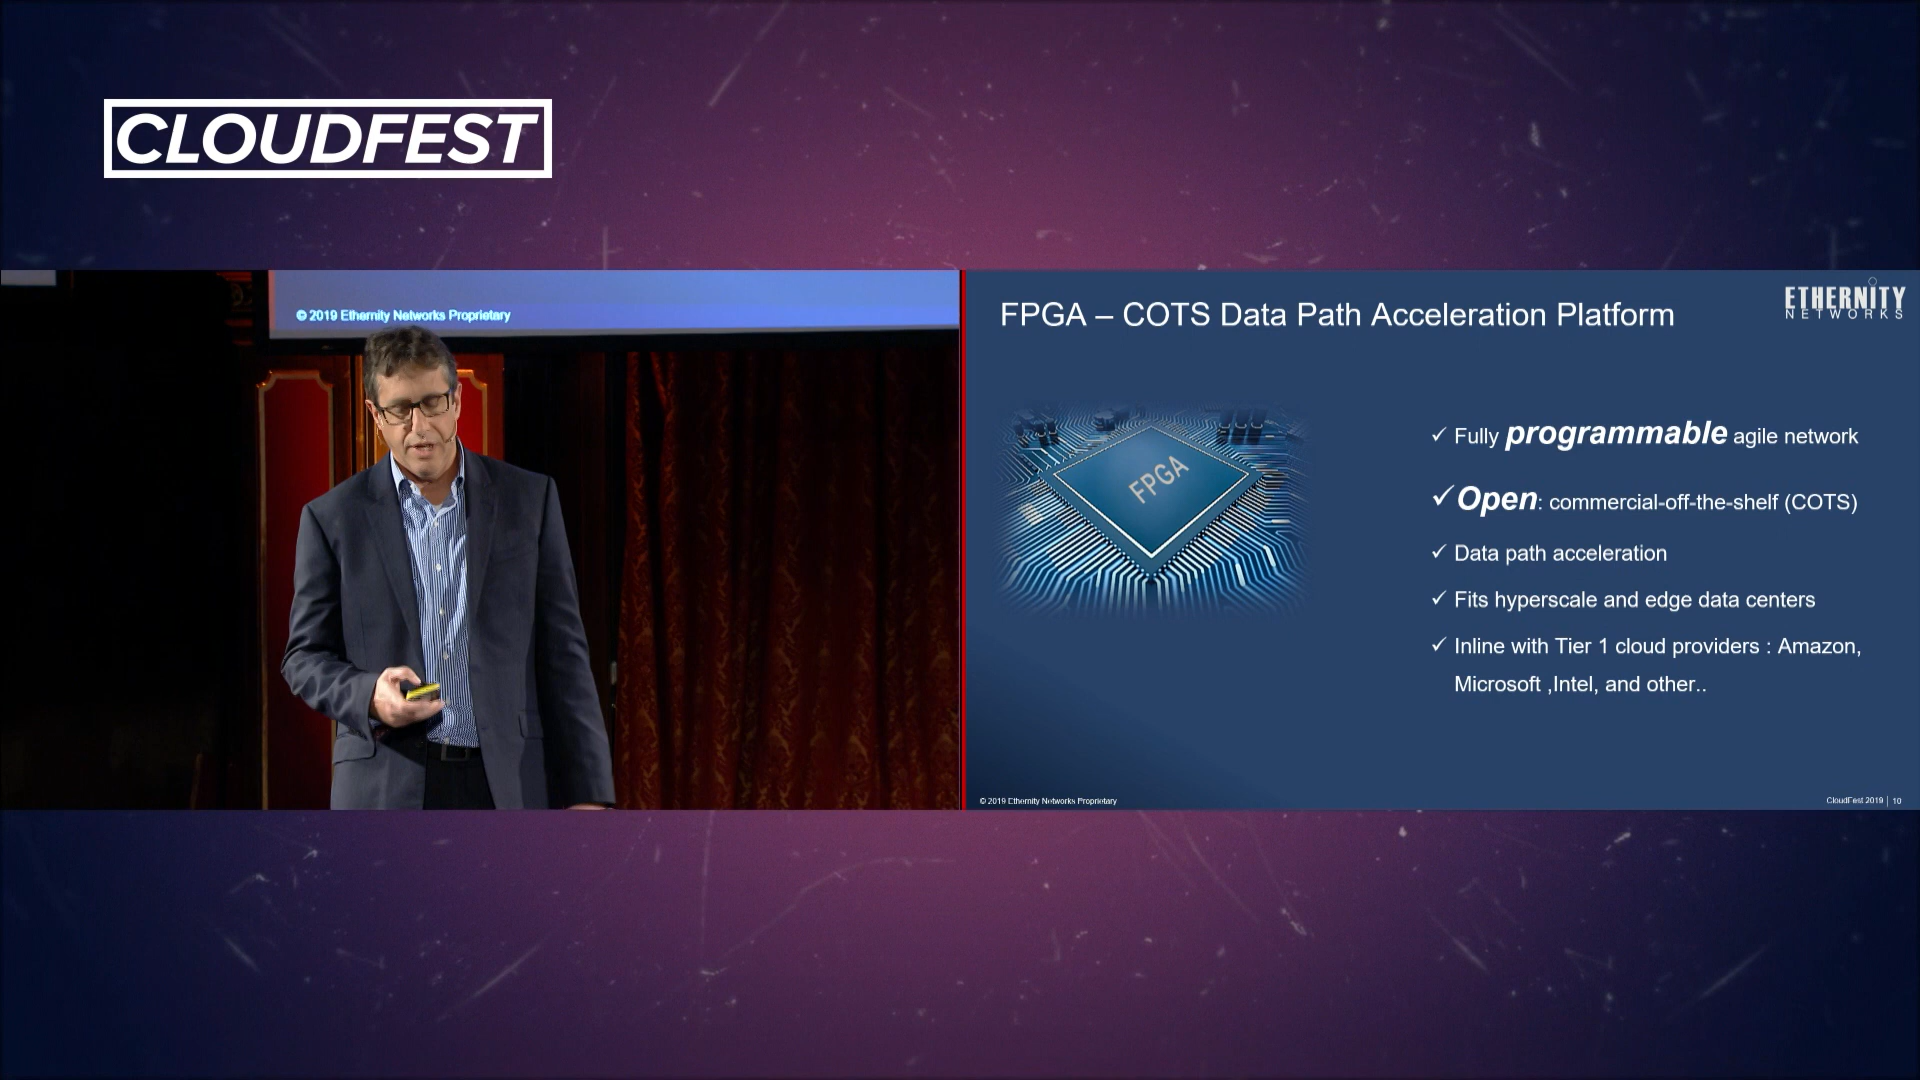 CLOUDFEST
© 2019 Ethernity Networks Proprietary
FPGA – COTS Data Path Acceleration Platform
ETHERNITY
NETWORKS
FPGA
✓ Fully programmable agile network
✓ Open: commercial-off-the-shelf (COTS)
✓ Data path acceleration
✓ Fits hyperscale and edge data centers
✓ Inline with Tier 1 cloud providers : Amazon,
Microsoft ,Intel, and other..
© 2019 Ethernity Networks Proprietary
CloudFest 2019 | 10